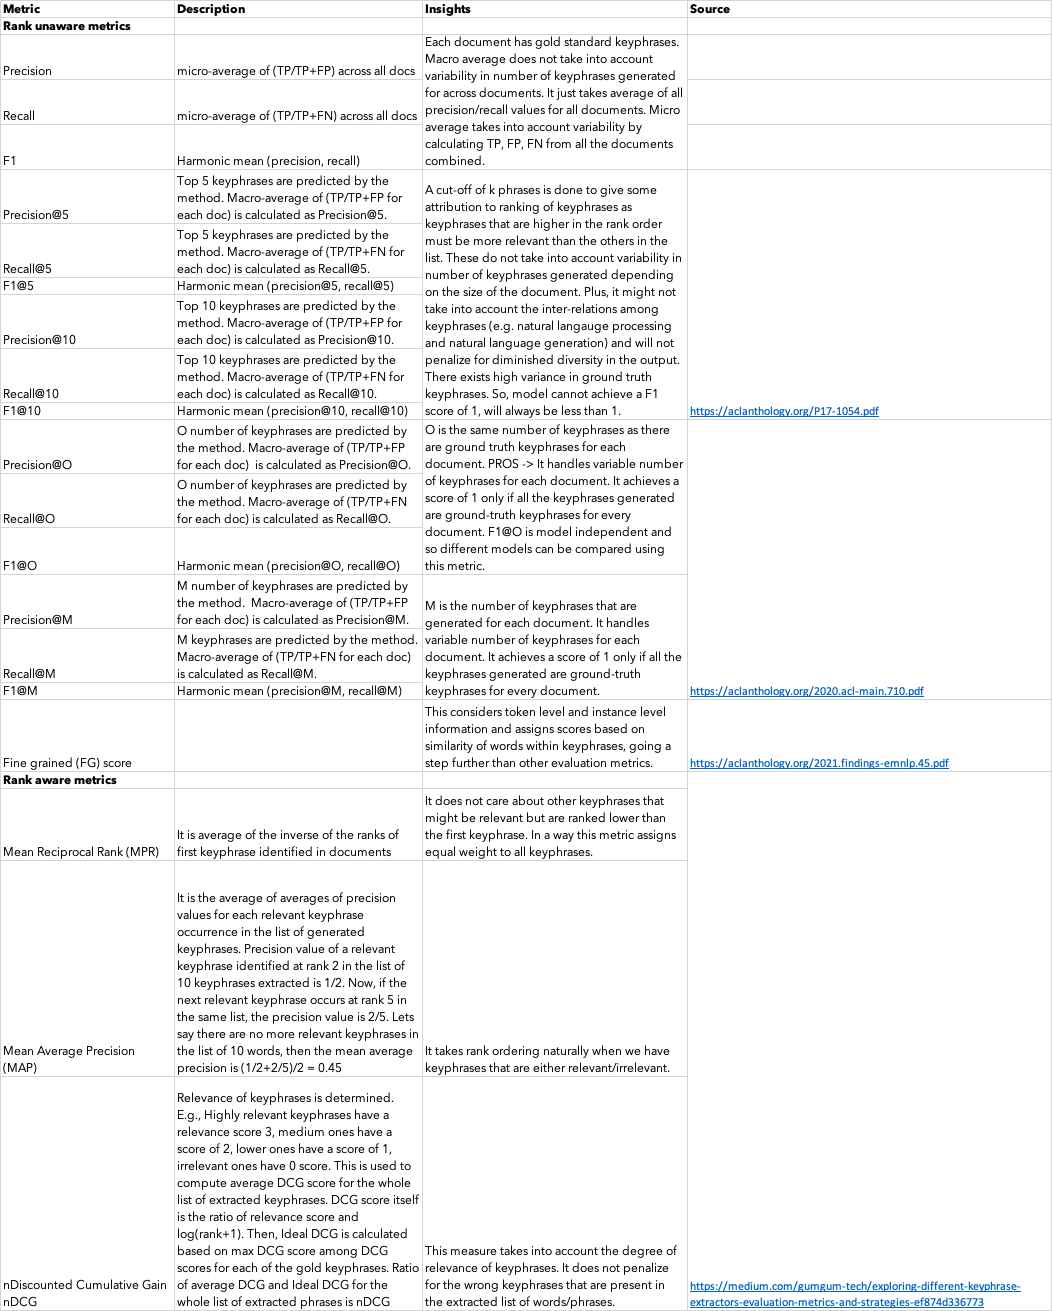 Metric Description Insights Source
Rank unaware metrics
Precision
micro-average of (TP/TP+FP) across all docs
Recall
micro-average of (TP/TP+FN) across all docs
F1
Harmonic mean (precision, recall)
Each document has gold standard keyphrases.
Macro average does not take into account
variability in number of keyphrases generated
for across documents. It just takes average of all
precision/recall values for all documents. Micro
average takes into account variability by
calculating TP, FP, FN from all the documents
combined.
Precision@5
Top 5 keyphrases are predicted by the
method. Macro-average of (TP/TP+FP for
each doc) is calculated as Precision@5.
Recall@5
Top 5 keyphrases are predicted by the
method. Macro-average of (TP/TP+FN for
each doc) is calculated as Recall@5.
F1@5
Harmonic mean (precision@5, recall@5)
Precision@10
Top 10 keyphrases are predicted by the
method. Macro-average of (TP/TP+FP for
each doc) is calculated as Precision@10.
Recall@10
Top 10 keyphrases are predicted by the
method. Macro-average of (TP/TP+FN for
each doc) is calculated as Recall@10.
F1@10
Harmonic mean (precision@10, recall@10)
A cut-off of k phrases is done to give some
attribution to ranking of keyphrases as
keyphrases that are higher in the rank order
must be more relevant than the others in the
list. These do not take into account variability in
number of keyphrases generated depending
on the size of the document. Plus, it might not
take into account the inter-relations among
keyphrases (e.g. natural langauge processing
and natural language generation) and will not
penalize for diminished diversity in the output.
There exists high variance in ground truth
keyphrases. So, model cannot achieve a F1
score of 1, will always be less than 1.
https://aclanthology.org/P17-1054.pdf
Precision@O
O number of keyphrases are predicted by
the method. Macro-average of (TP/TP+FP
for each doc) is calculated as Precision@O.
Recall@O
O number of keyphrases are predicted by
the method. Macro-average of (TP/TP+FN
for each doc) is calculated as Recall@O.
F1@O
Harmonic mean (precision@O, recall@O)
O is the same number of keyphrases as there
are ground truth keyphrases for each
document. PROS -> It handles variable number
of keyphrases for each document. It achieves a
score of 1 only if all the keyphrases generated
are ground-truth keyphrases for every
document. F1@O is model independent and
so different models can be compared using
this metric.
Precision@M
M number of keyphrases are predicted by
the method. Macro-average of (TP/TP+FP
for each doc) is calculated as Precision@M.
Recall@M
M keyphrases are predicted by the method.
Macro-average of (TP/TP+FN for each doc)
is calculated as Recall@M.
F1@M
Harmonic mean (precision@M, recall@M)
M is the number of keyphrases that are
generated for each document. It handles
variable number of keyphrases for each
document. It achieves a score of 1 only if all the
keyphrases generated are ground-truth
keyphrases for every document.
https://aclanthology.org/2020.acl-main.710.pdf
Fine grained (FG) score
This considers token level and instance level
information and assigns scores based on
similarity of words within keyphrases, going a
step further than other evaluation metrics.
https://aclanthology.org/2021.findings-emnlp.45.pdf
Rank aware metrics
Mean Reciprocal Rank (MPR)
It is average of the inverse of the ranks of
first keyphrase identified in documents
It does not care about other keyphrases that
might be relevant but are ranked lower than
the first keyphrase. In a way this metric assigns
equal weight to all keyphrases.
Mean Average Precision
(MAP)
It is the average of averages of precision
values for each relevant keyphrase
occurrence in the list of generated
keyphrases. Precision value of a relevant
keyphrase identified at rank 2 in the list of
10 keyphrases extracted is 1/2. Now, if the
next relevant keyphrase occurs at rank 5 in
the same list, the precision value is 2/5. Lets
say there are no more relevant keyphrases in
the list of 10 words, then the mean average
precision is (1/2+2/5)/2 = 0.45
It takes rank ordering naturally when we have
keyphrases that are either relevant/irrelevant.
nDiscounted Cumulative Gain
nDCG
Relevance of keyphrases is determined.
E.g., Highly relevant keyphrases have a
relevance score 3, medium ones have a
score of 2, lower ones have a score of 1,
irrelevant ones have 0 score. This is used to
compute average DCG score for the whole
list of extracted keyphrases. DCG score itself
is the ratio of relevance score and
log(rank+1). Then, Ideal DCG is calculated
based on max DCG score among DCG
scores for each of the gold keyphrases. Ratio
of average DCG and Ideal DCG for the
whole list of extracted phrases is nDCG
This measure takes into account the degree of
relevance of keyphrases. It does not penalize
for the wrong keyphrases that are present in
the extracted list of words/phrases.
https://medium.com/gumgum-tech/exploring-different-keyphrase-
extractors-evaluation-metrics-and-strategies-ef874d336773